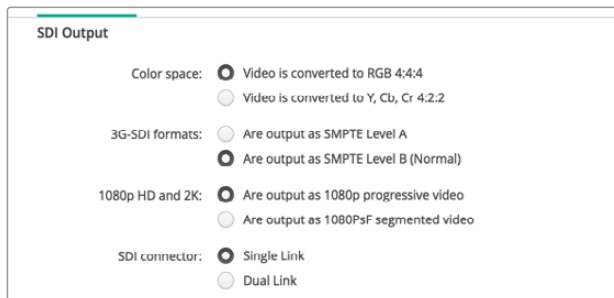 SDI Output
Color space: Video is converted to RGB 4:4:4
Video is converted to Y, Cb, Cr 4:2:2
3G-SDI formats: Are output as SMPTE Level A
Are output as SMPTE Level B (Normal)
1080p HD and 2K: Are output as 1080p progressive video
Are output as 1080PsF segmented video
SDI connector: Single Link
Dual Link